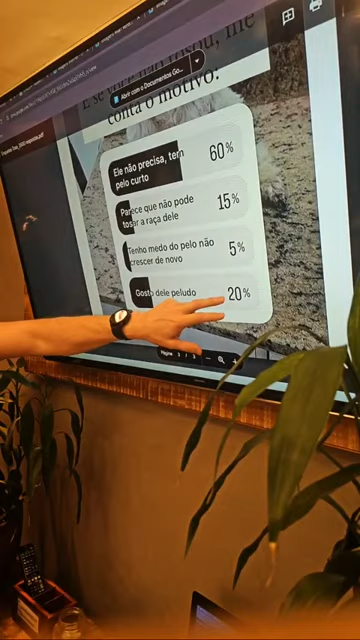 E se você não tosou, me
conta o motivo:
Abrir com o Documentos Go...
Ele não precisa, tem
pelo curto
60%
Parece que não pode
tosar a raça dele
15%
Tenho medo do pelo não
crescer de novo
5%
Gosto dele peludo
20%
Página